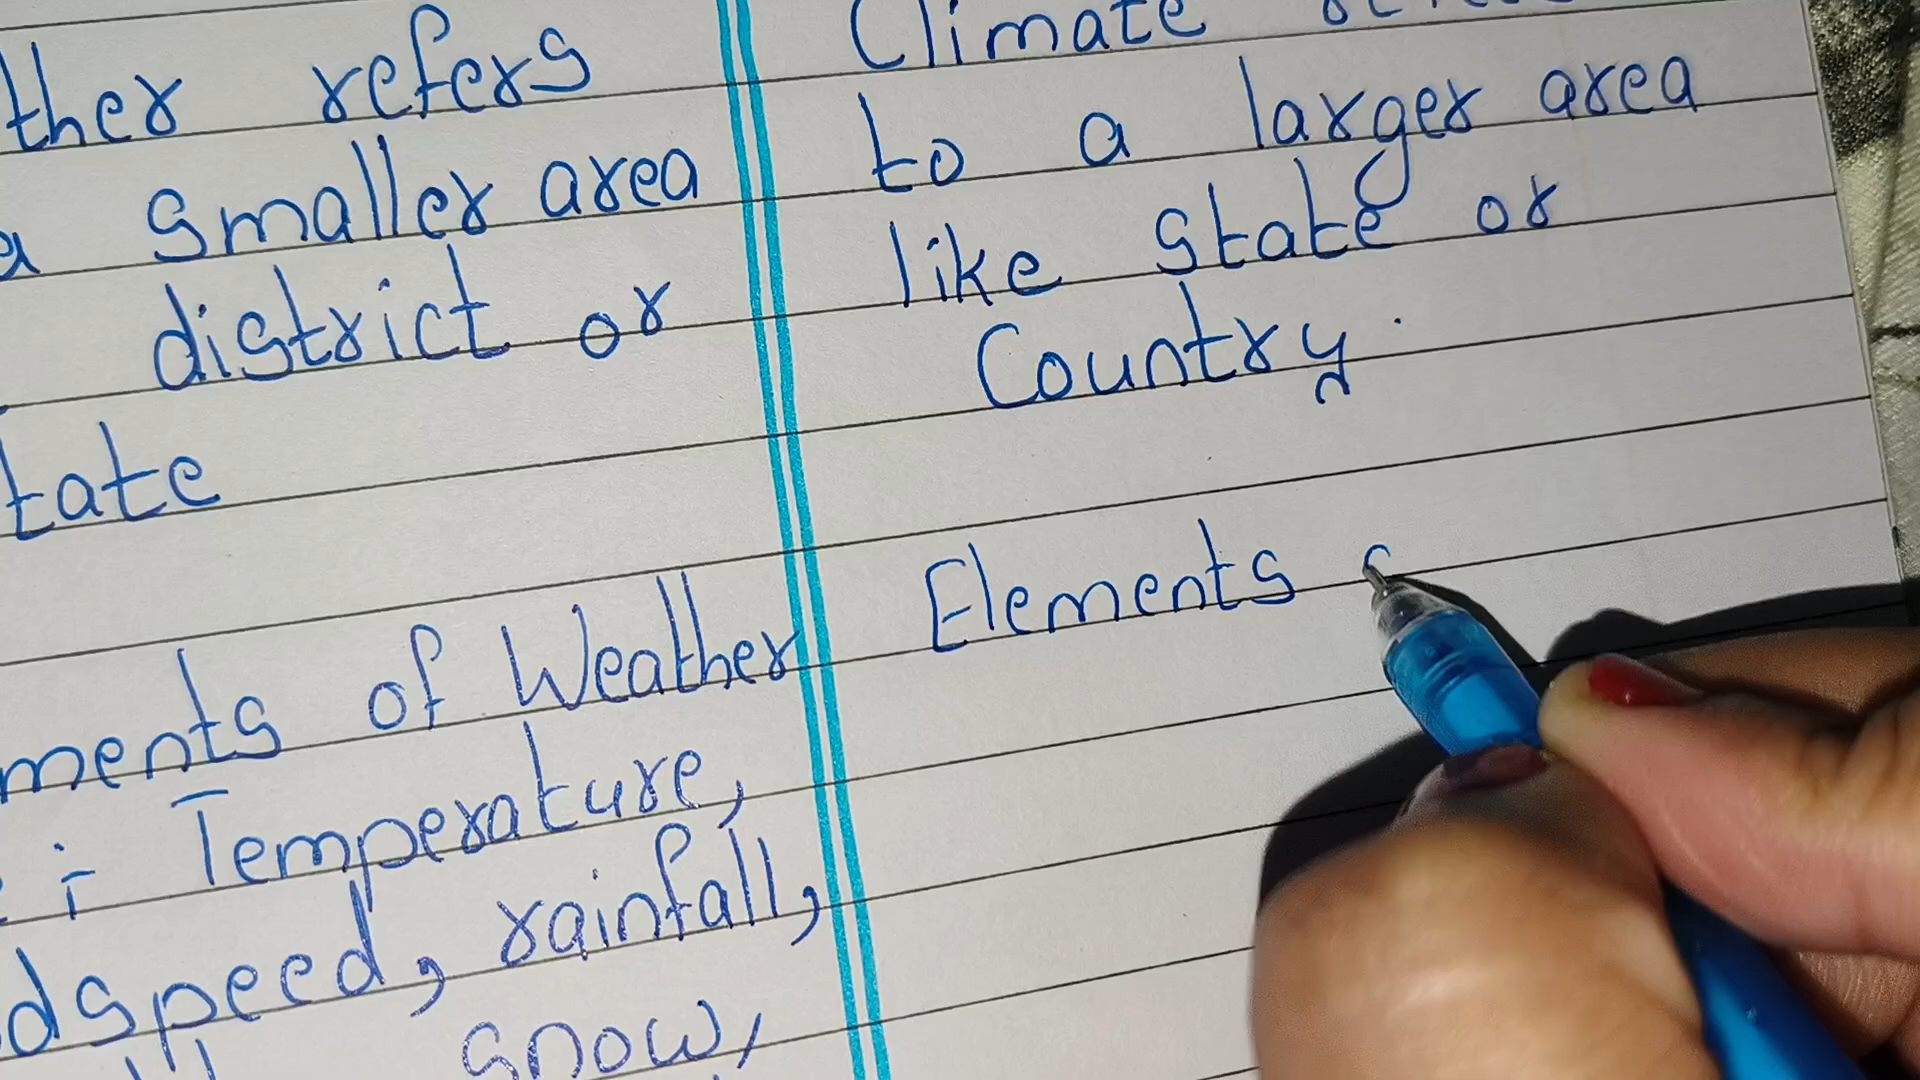 ther refers
a smaller area
district or
tate
ments of Weather
:- Temperature,
dspeed, rainfall,
snow,
Climate
to a larger area
like state or
Country.
Elements